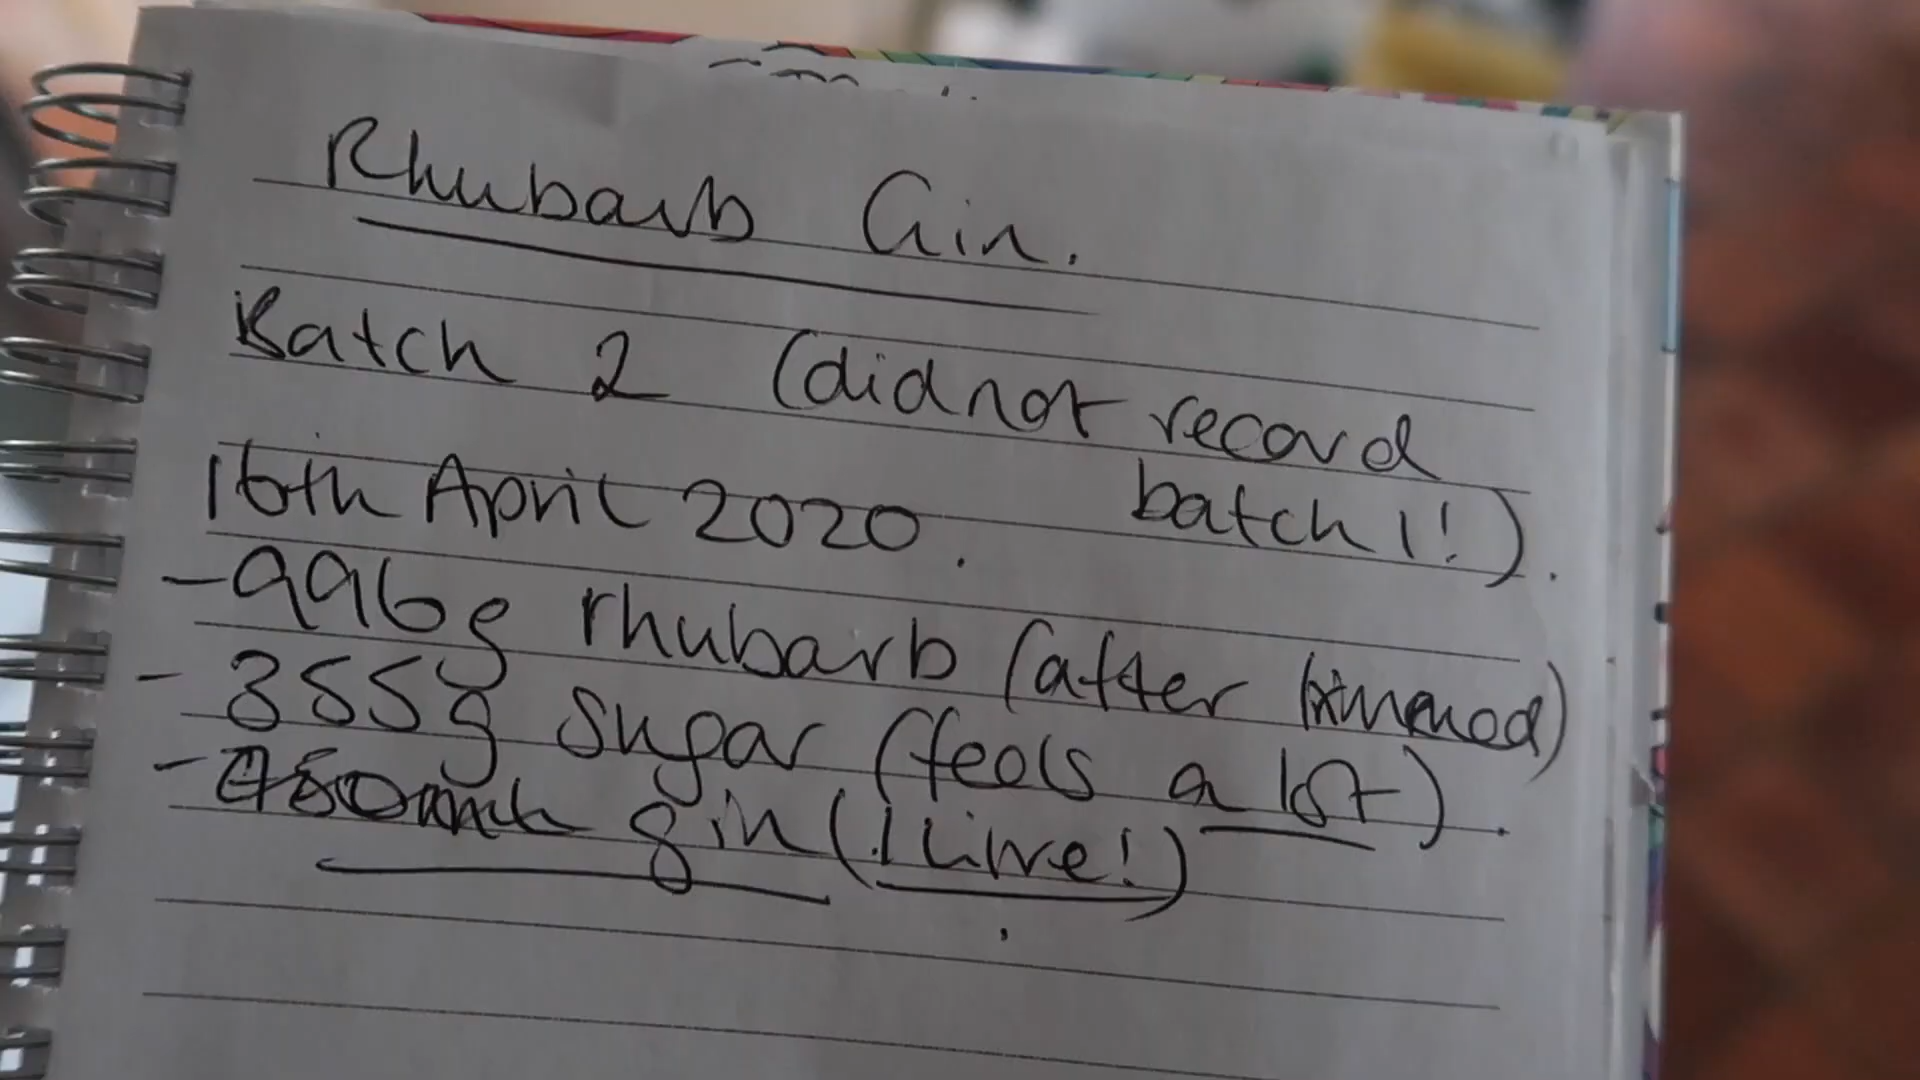 Rhubarb Gin.
Batch 2 (did not record
batch 1!).
16th April 2020.
- 996g rhubarb (after trimmed)
- 355g sugar (feels a lot).
- gin (1 litre!)